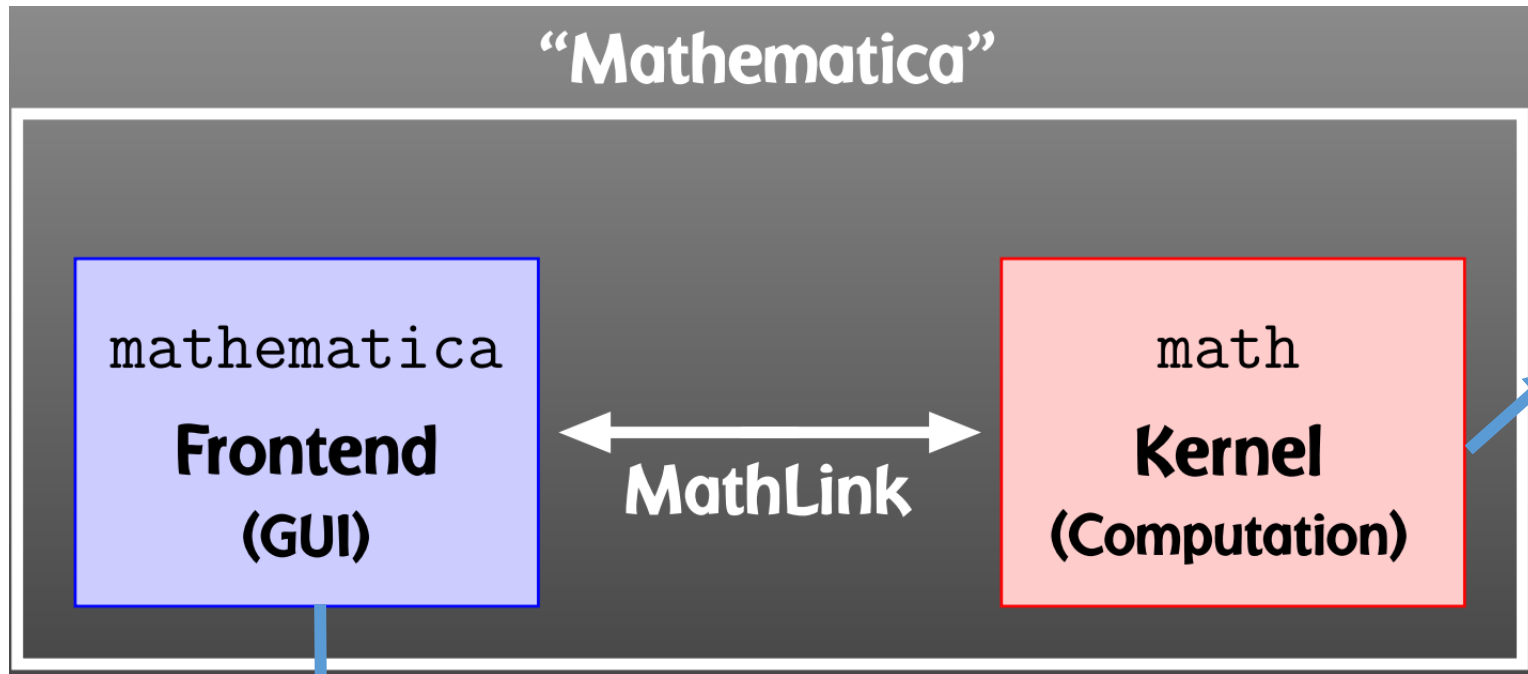 “Mathematica”
mathematica
Frontend
(GUI)
MathLink
math
Kernel
(Computation)